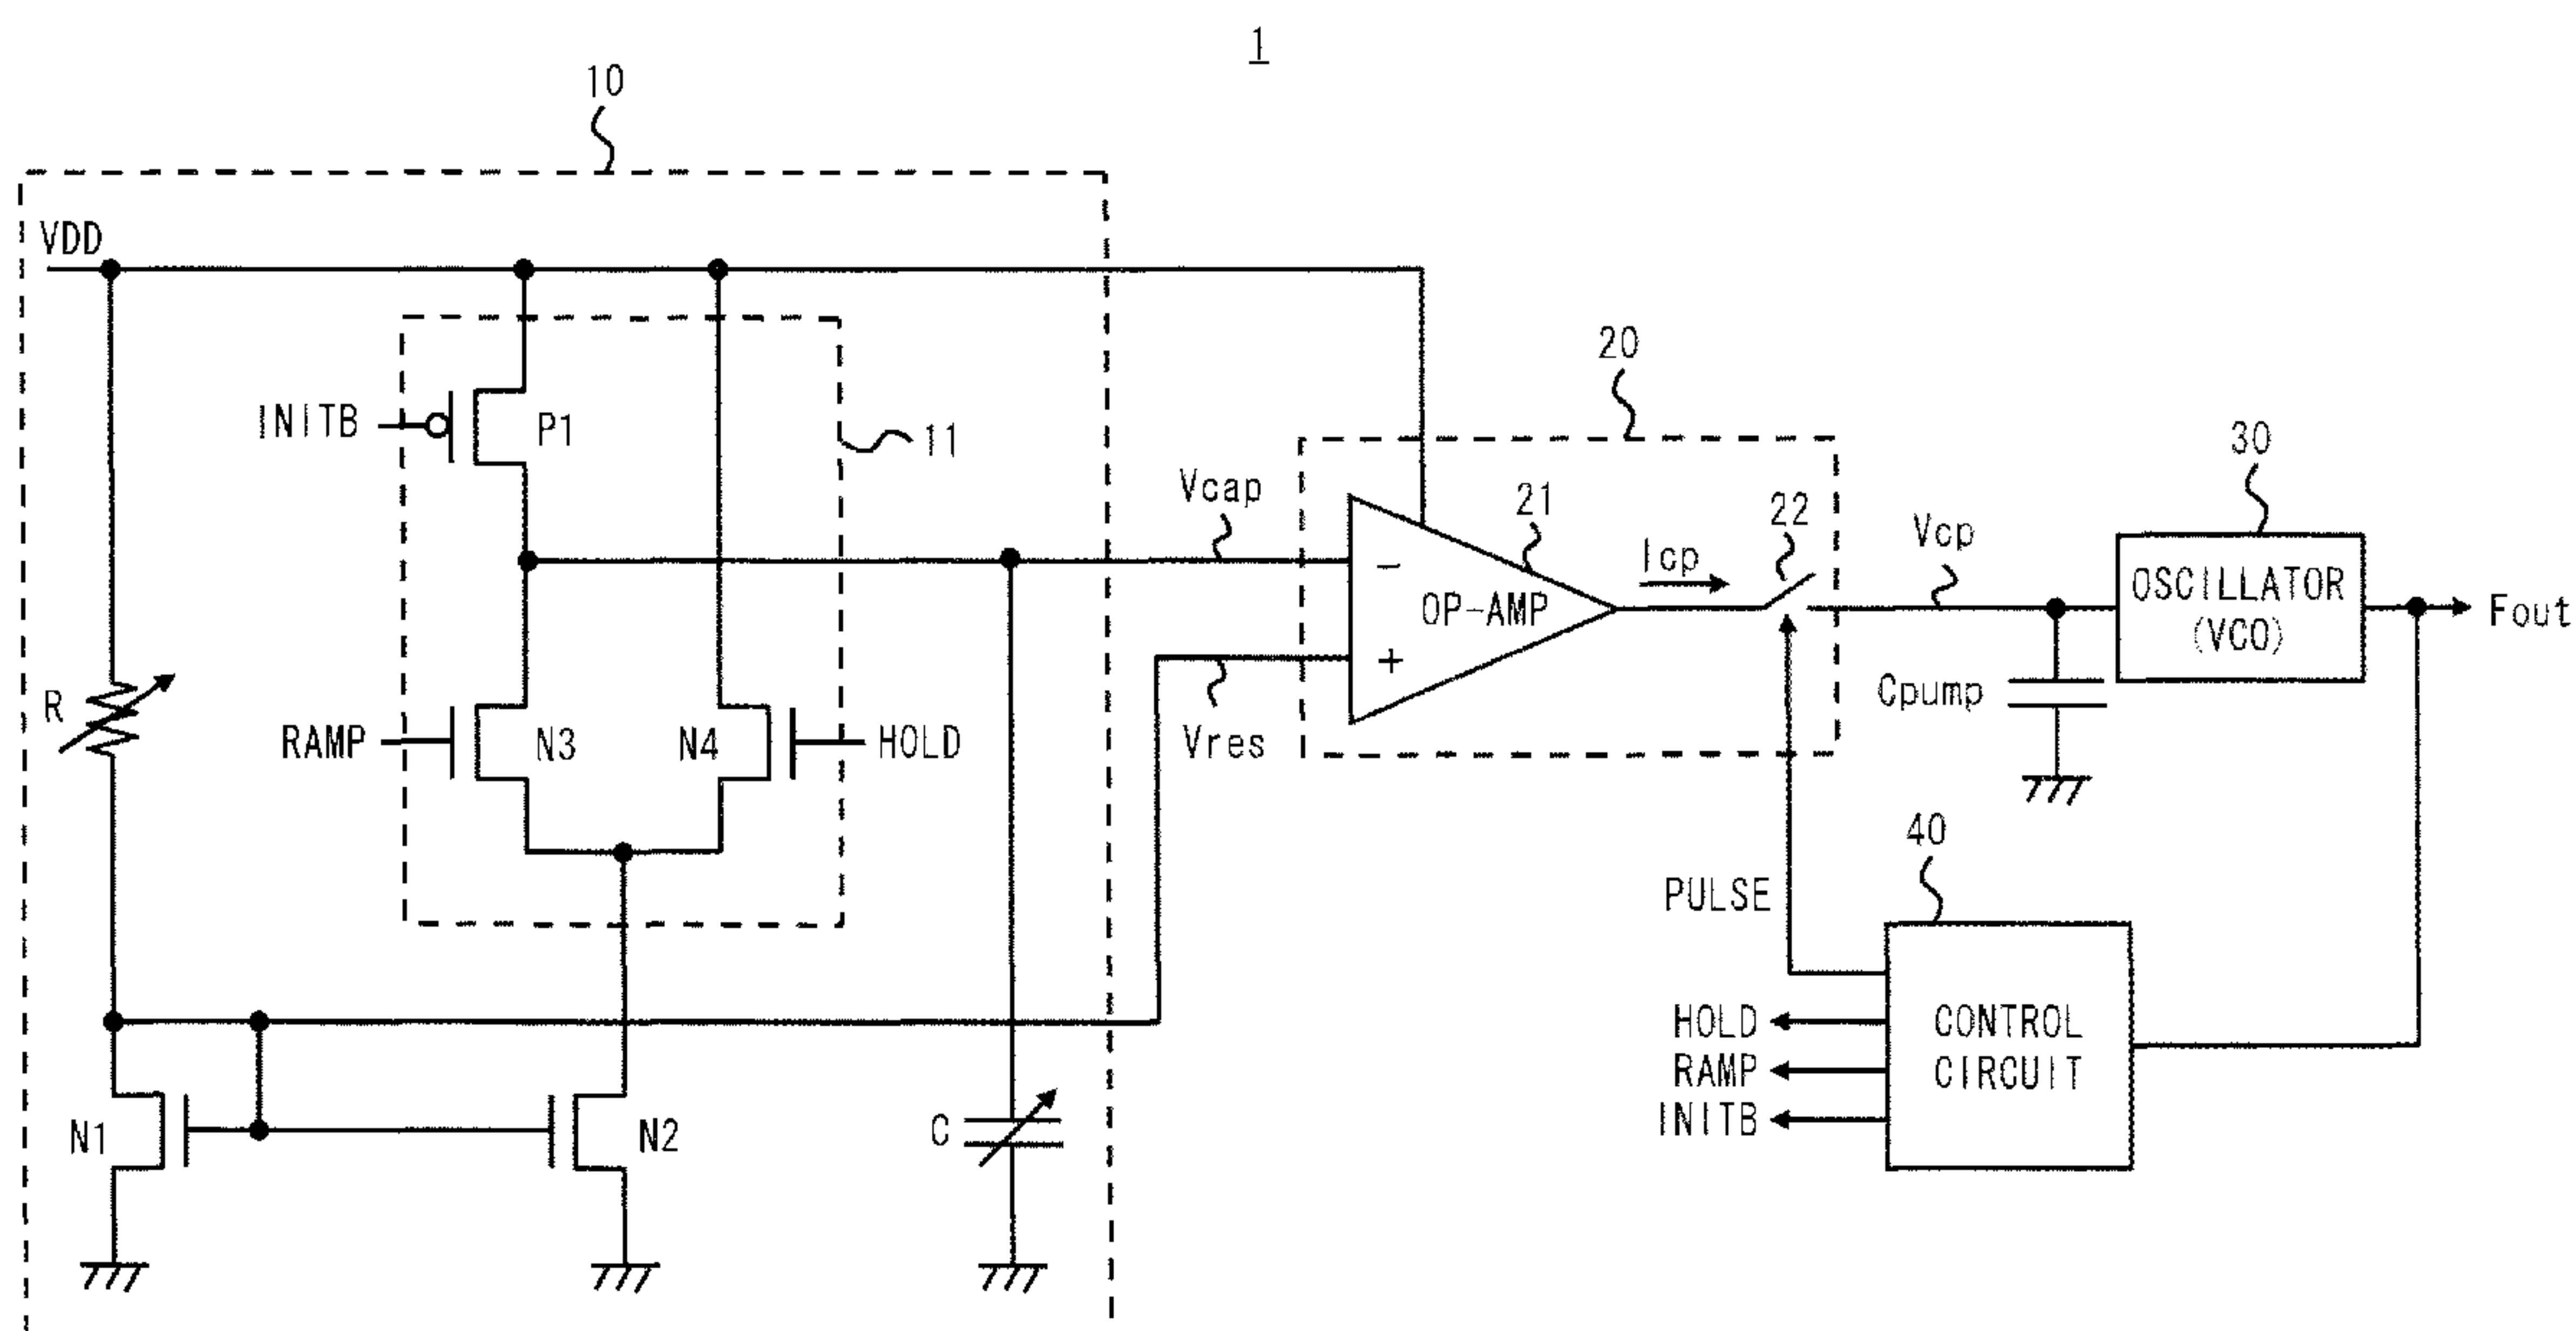 1
10
VDD
20
INITB
P1
11
30
Vcap
21
22
Icp
Vcp
-
OP-AMP
OSCILLATOR
(VCO)
Fout
+
R
RAMP
N3
N4
HOLD
Vres
Cpump
40
PULSE
HOLD
RAMP
INITB
CONTROL
CIRCUIT
N1
N2
C